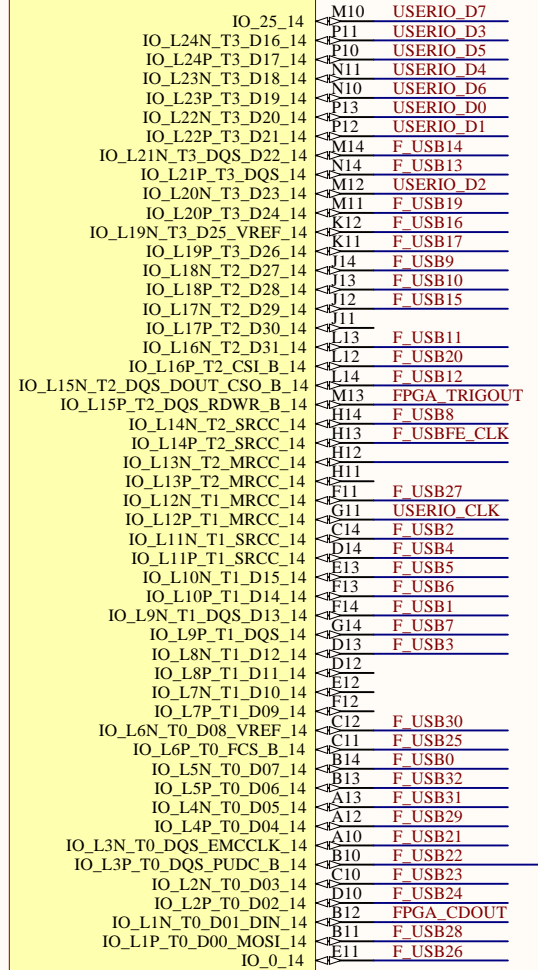 IO_25_14 M10 USERIO_D7
IO_L24N_T3_D16_14 P11 USERIO_D3
IO_L24P_T3_D17_14 P10 USERIO_D5
IO_L23N_T3_D18_14 N11 USERIO_D4
IO_L23P_T3_D19_14 N10 USERIO_D6
IO_L22N_T3_D20_14 P13 USERIO_D0
IO_L22P_T3_D21_14 P12 USERIO_D1
IO_L21N_T3_DQS_D22_14 M14 F_USB14
IO_L21P_T3_DQS_14 N14 F_USB13
IO_L20N_T3_D23_14 M12 USERIO_D2
IO_L20P_T3_D24_14 M11 F_USB19
IO_L19N_T3_D25_VREF_14 K12 F_USB16
IO_L19P_T3_D26_14 K11 F_USB17
IO_L18N_T2_D27_14 J14 F_USB9
IO_L18P_T2_D28_14 J13 F_USB10
IO_L17N_T2_D29_14 J12 F_USB15
IO_L17P_T2_D30_14 J11
IO_L16N_T2_D31_14 L13 F_USB11
IO_L16P_T2_CSI_B_14 L12 F_USB20
IO_L15N_T2_DQS_DOUT_CSO_B_14 L14 F_USB12
IO_L15P_T2_DQS_RDWR_B_14 M13 FPGA_TRIGOUT
IO_L14N_T2_SRCC_14 H14 F_USB8
IO_L14P_T2_SRCC_14 H13 F_USBFE_CLK
IO_L13N_T2_MRCC_14 H12
IO_L13P_T2_MRCC_14 H11
IO_L12N_T1_MRCC_14 F11 F_USB27
IO_L12P_T1_MRCC_14 G11 USERIO_CLK
IO_L11N_T1_SRCC_14 C14 F_USB2
IO_L11P_T1_SRCC_14 D14 F_USB4
IO_L10N_T1_D15_14 E13 F_USB5
IO_L10P_T1_D14_14 F13 F_USB6
IO_L9N_T1_DQS_D13_14 F14 F_USB1
IO_L9P_T1_DQS_14 G14 F_USB7
IO_L8N_T1_D12_14 D13 F_USB3
IO_L8P_T1_D11_14 D12
IO_L7N_T1_D10_14 E12
IO_L7P_T1_D09_14 F12
IO_L6N_T0_D08_VREF_14 C12 F_USB30
IO_L6P_T0_FCS_B_14 C11 F_USB25
IO_L5N_T0_D07_14 B14 F_USB0
IO_L5P_T0_D06_14 B13 F_USB32
IO_L4N_T0_D05_14 A13 F_USB31
IO_L4P_T0_D04_14 A12 F_USB29
IO_L3N_T0_DQS_EMCCLK_14 A10 F_USB21
IO_L3P_T0_DQS_PUDC_B_14 B10 F_USB22
IO_L2N_T0_D03_14 C10 F_USB23
IO_L2P_T0_D02_14 D10 F_USB24
IO_L1N_T0_D01_DIN_14 B12 FPGA_CDOUT
IO_L1P_T0_D00_MOSI_14 B11 F_USB28
IO_0_14 E11 F_USB26